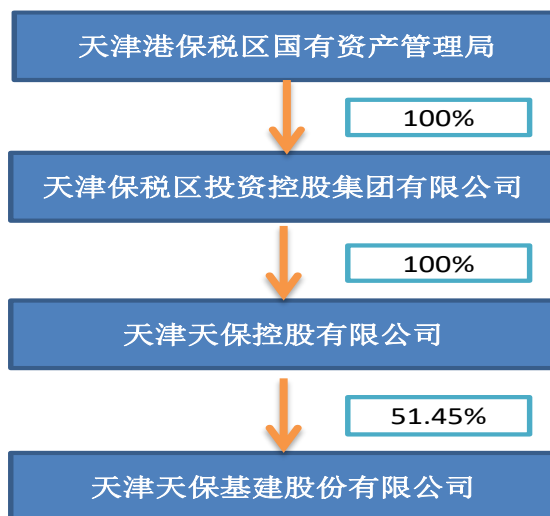 天津港保税区国有资产管理局
100%
天津保税区投资控股集团有限公司
100%
天津天保控股有限公司
51.45%
天津天保基建股份有限公司